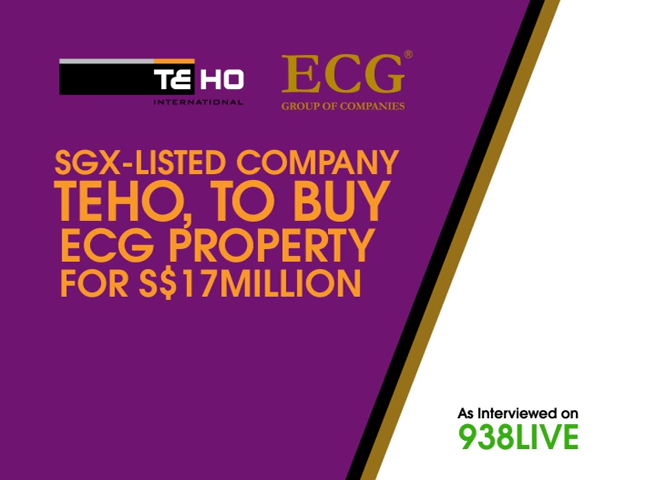 TEHO
INTERNATIONAL
ECG®
GROUP OF COMPANIES
SGX-LISTED COMPANY
TEHO, TO BUY
ECG PROPERTY
FOR S$17MILLION
As Interviewed on
938LIVE